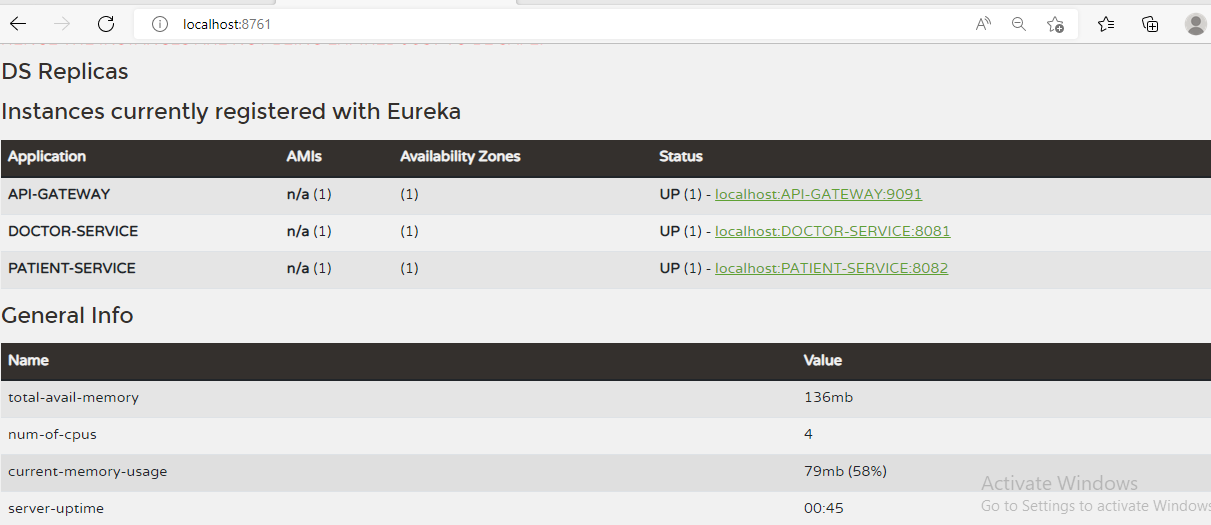 localhost:8761
DS Replicas
Instances currently registered with Eureka
Application AMIs Availability Zones Status
API-GATEWAY n/a (1) (1) UP (1) - localhost:API-GATEWAY:9091
DOCTOR-SERVICE n/a (1) (1) UP (1) - localhost:DOCTOR-SERVICE:8081
PATIENT-SERVICE n/a (1) (1) UP (1) - localhost:PATIENT-SERVICE:8082
General Info
Name Value
total-avail-memory 136mb
num-of-cpus 4
current-memory-usage 79mb (58%)
Activate Windows
Go to Settings to activate Windows
server-uptime 00:45